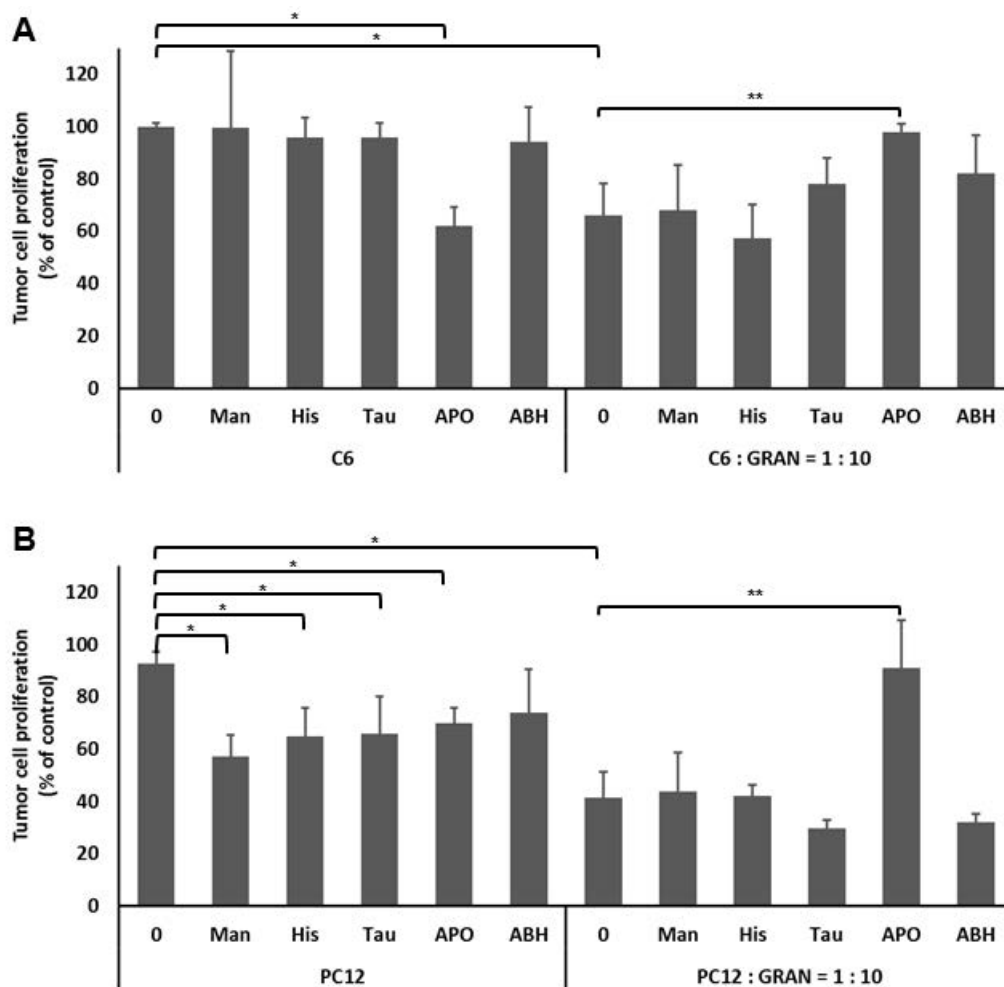 A
*
*
**
Tumor cell proliferation
(% of control)
120
100
80
60
40
20
0
0 Man His Tau APO ABH 0 Man His Tau APO ABH
C6 C6 : GRAN = 1 : 10
B
*
*
*
*
*
**
Tumor cell proliferation
(% of control)
120
100
80
60
40
20
0
0 Man His Tau APO ABH 0 Man His Tau APO ABH
PC12 PC12 : GRAN = 1 : 10